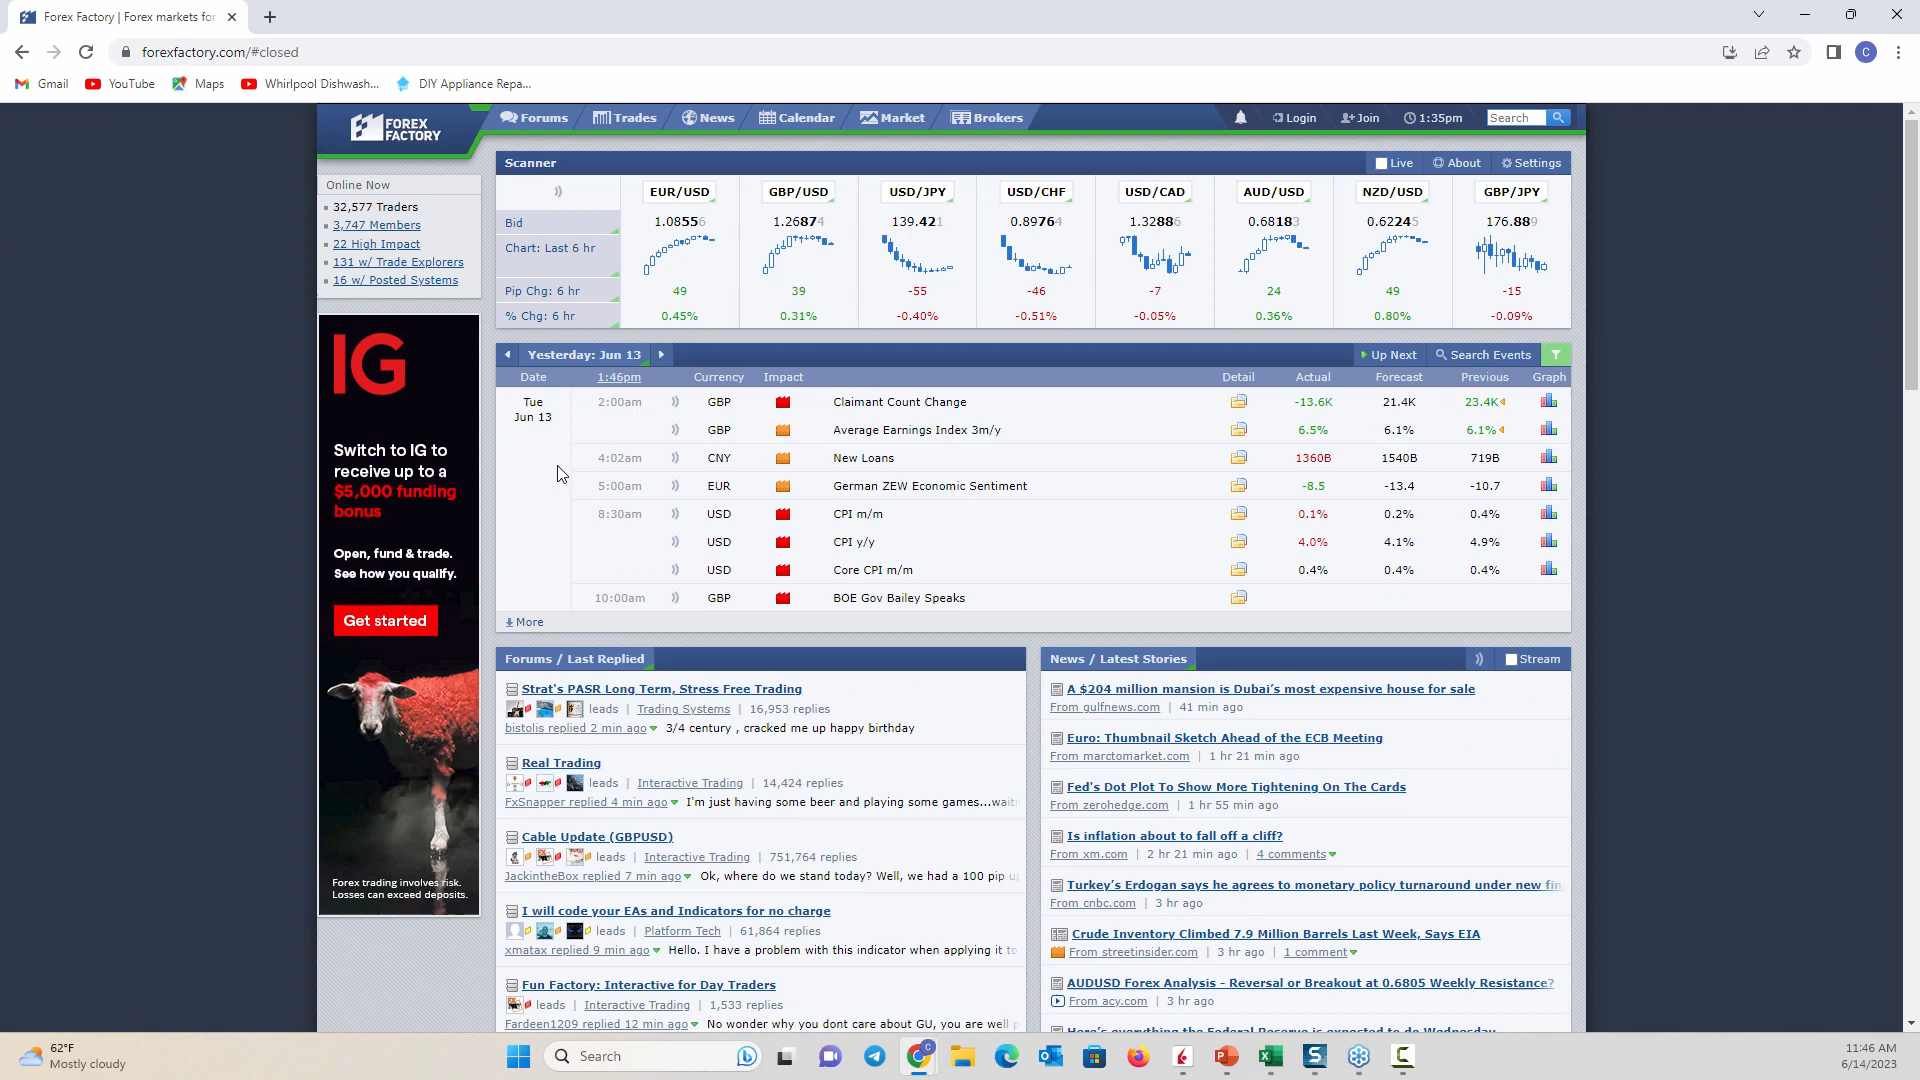 Forex Factory | Forex markets for
forexfactory.com/#closed
Gmail YouTube Maps Whirlpool Dishwash... DIY Appliance Repa...
FOREX FACTORY
Forums Trades News Calendar Market Brokers Login Join 1:35pm Search
Online Now
32,577 Traders
3,747 Members
22 High Impact
131 w/ Trade Explorers
16 w/ Posted Systems
IG
Switch to IG to
receive up to a
$5,000 funding
bonus
Open, fund & trade.
See how you qualify.
Get started
Forex trading involves risk.
Losses can exceed deposits.
Scanner Live About Settings
EUR/USD GBP/USD USD/JPY USD/CHF USD/CAD AUD/USD NZD/USD GBP/JPY
Bid 1.08556 1.26874 139.421 0.89764 1.32886 0.68183 0.62245 176.889
Chart: Last 6 hr
Pip Chg: 6 hr 49 39 -55 -46 -7 24 49 -15
% Chg: 6 hr 0.45% 0.31% -0.40% -0.51% -0.05% 0.36% 0.80% -0.09%
Yesterday: Jun 13 Up Next Search Events
Date 1:46pm Currency Impact Detail Actual Forecast Previous Graph
Tue
Jun 13
2:00am GBP Claimant Count Change -13.6K 21.4K 23.4K
GBP Average Earnings Index 3m/y 6.5% 6.1% 6.1%
4:02am CNY New Loans 1360B 1540B 719B
5:00am EUR German ZEW Economic Sentiment -8.5 -13.4 -10.7
8:30am USD CPI m/m 0.1% 0.2% 0.4%
USD CPI y/y 4.0% 4.1% 4.9%
USD Core CPI m/m 0.4% 0.4% 0.4%
10:00am GBP BOE Gov Bailey Speaks
More
Forums / Last Replied
Strat's PASR Long Term, Stress Free Trading
leads | Trading Systems | 16,953 replies
bistolis replied 2 min ago 3/4 century , cracked me up happy birthday
Real Trading
leads | Interactive Trading | 14,424 replies
FxSnapper replied 4 min ago I'm just having some beer and playing some games...waiti
Cable Update (GBPUSD)
leads | Interactive Trading | 751,764 replies
JackintheBox replied 7 min ago Ok, where do we stand today? Well, we had a 100 pip up
I will code your EAs and Indicators for no charge
leads | Platform Tech | 61,864 replies
xmatax replied 9 min ago Hello. I have a problem with this indicator when applying it to
Fun Factory: Interactive for Day Traders
leads | Interactive Trading | 1,533 replies
Fardeen1209 replied 12 min ago No wonder why you dont care about GU, you are well p
News / Latest Stories Stream
A $204 million mansion is Dubai's most expensive house for sale
From gulfnews.com | 41 min ago
Euro: Thumbnail Sketch Ahead of the ECB Meeting
From marctomarket.com | 1 hr 21 min ago
Fed's Dot Plot To Show More Tightening On The Cards
From zerohedge.com | 1 hr 55 min ago
Is inflation about to fall off a cliff?
From xm.com | 2 hr 21 min ago | 4 comments
Turkey's Erdogan says he agrees to monetary policy turnaround under new fin
From cnbc.com | 3 hr ago
Crude Inventory Climbed 7.9 Million Barrels Last Week, Says EIA
From streetinsider.com | 3 hr ago | 1 comment
AUDUSD Forex Analysis - Reversal or Breakout at 0.6805 Weekly Resistance?
From acy.com | 3 hr ago
Here's everything the Federal Reserve is expected to do Wednesday
62°F
Mostly cloudy
Search
11:46 AM
6/14/2023